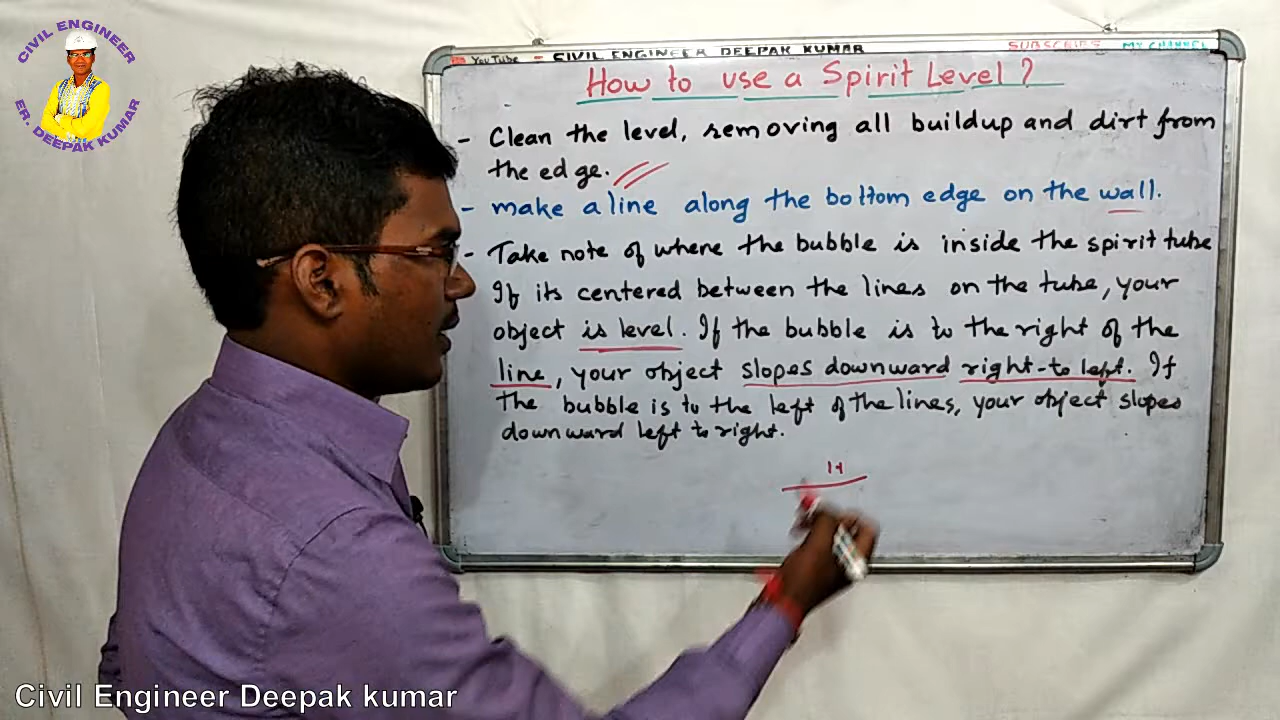 CIVIL ENGINEER
ER. DEEPAK KUMAR
YouTube - CIVIL ENGINEER DEEPAK KUMAR SUBSCRIBE MY CHANNEL
How to use a Spirit Level ?
- Clean the level, removing all buildup and dirt from
the edge.
- make a line along the bottom edge on the wall.
- Take note of where the bubble is inside the spirit tube
If its centered between the lines on the tube, your
object is level. If the bubble is to the right of the
line, your object slopes downward right-to left. If
the bubble is to the left of the lines, your object slopes
downward left to right.
Civil Engineer Deepak kumar